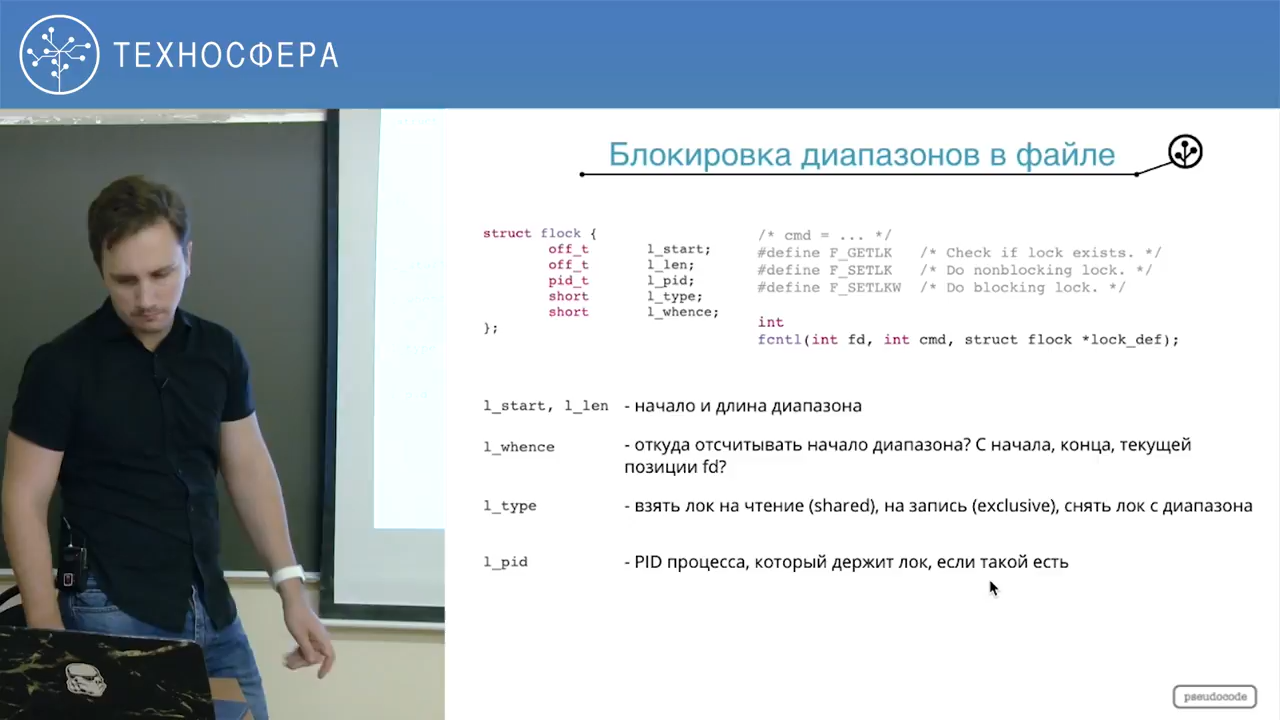 ТЕХНОСФЕРА
Блокировка диапазонов в файле
struct flock {
off_t l_start;
off_t l_len;
pid_t l_pid;
short l_type;
short l_whence;
};
/* cmd = ... */
#define F_GETLK /* Check if lock exists. */
#define F_SETLK /* Do nonblocking lock. */
#define F_SETLKW /* Do blocking lock. */
int
fcntl(int fd, int cmd, struct flock *lock_def);
l_start, l_len - начало и длина диапазона
l_whence - откуда отсчитывать начало диапазона? С начала, конца, текущей
позиции fd?
l_type - взять лок на чтение (shared), на запись (exclusive), снять лок с диапазона
l_pid - PID процесса, который держит лок, если такой есть
pseudocode